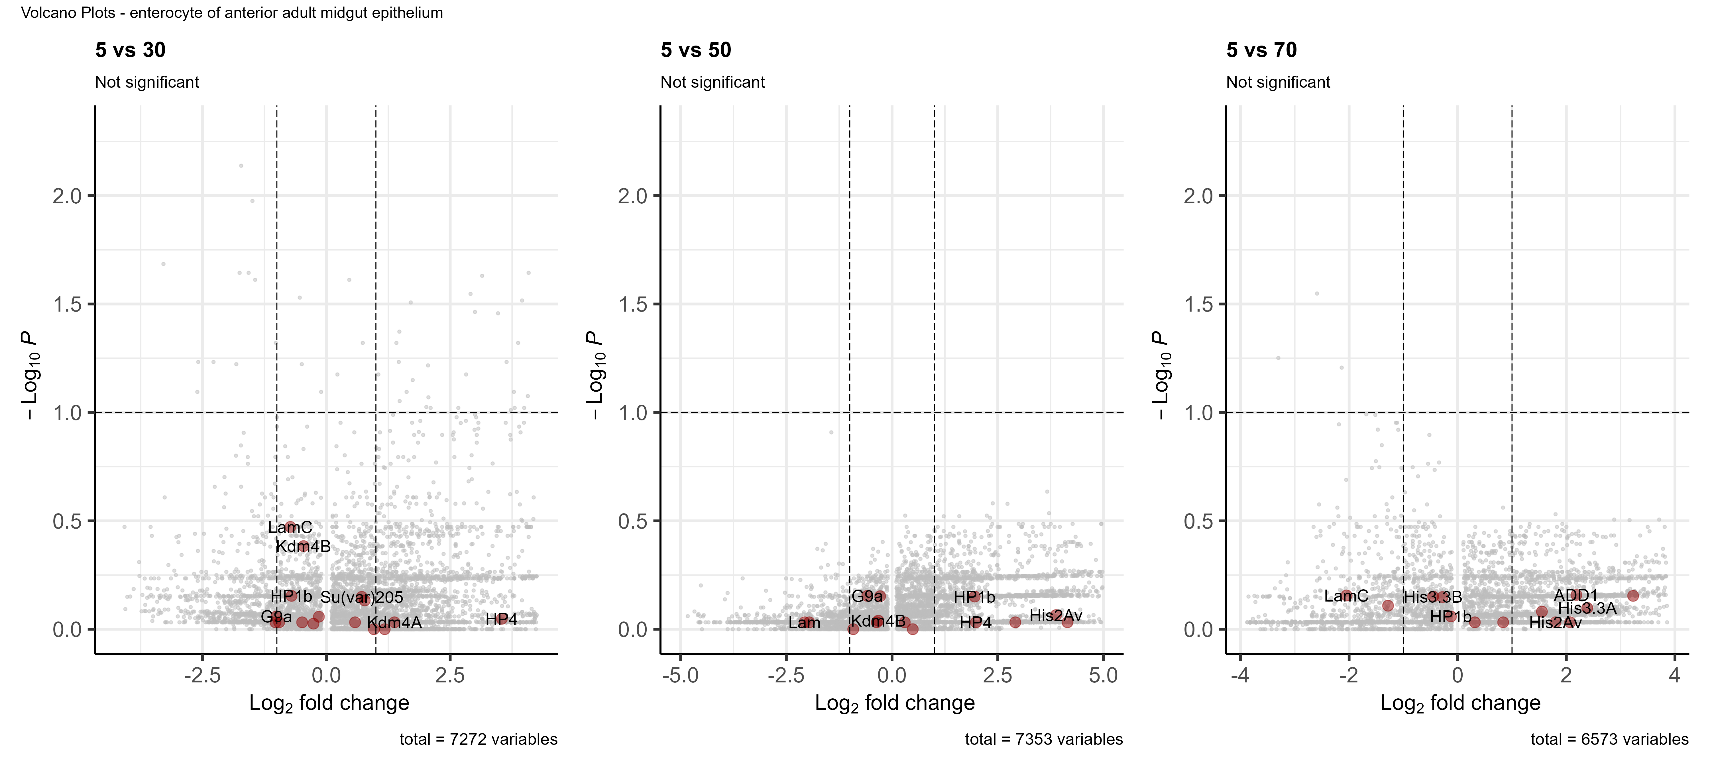 Volcano Plots - enterocyte of anterior adult midgut epithelium
5 vs 30
Not significant
2.0
1.5
1.0
0.5
0.0
– Log10 P
LamC
Kdm4B
HP1b
Su(var)205
G9a
Kdm4A
HP4
-2.5 0.0 2.5
Log2 fold change
total = 7272 variables
5 vs 50
Not significant
2.0
1.5
1.0
0.5
0.0
– Log10 P
G9a
HP1b
Lam
Kdm4B
HP4
His2Av
-5.0 -2.5 0.0 2.5 5.0
Log2 fold change
total = 7353 variables
5 vs 70
Not significant
2.0
1.5
1.0
0.5
0.0
– Log10 P
LamC
His3.3B
ADD1
His3.3A
HP1b
His2Av
-4 -2 0 2 4
Log2 fold change
total = 6573 variables